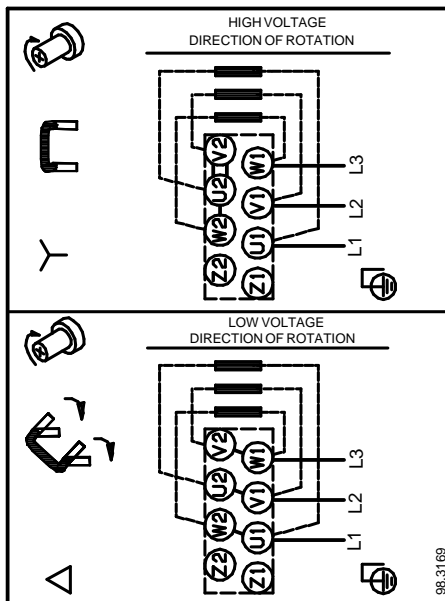 HIGH VOLTAGE
DIRECTION OF ROTATION
V2
W1
L3
U2
V1
L2
W2
U1
L1
Z2
Z1
LOW VOLTAGE
DIRECTION OF ROTATION
V2
W1
L3
U2
V1
L2
W2
U1
L1
Z2
Z1
98.3169